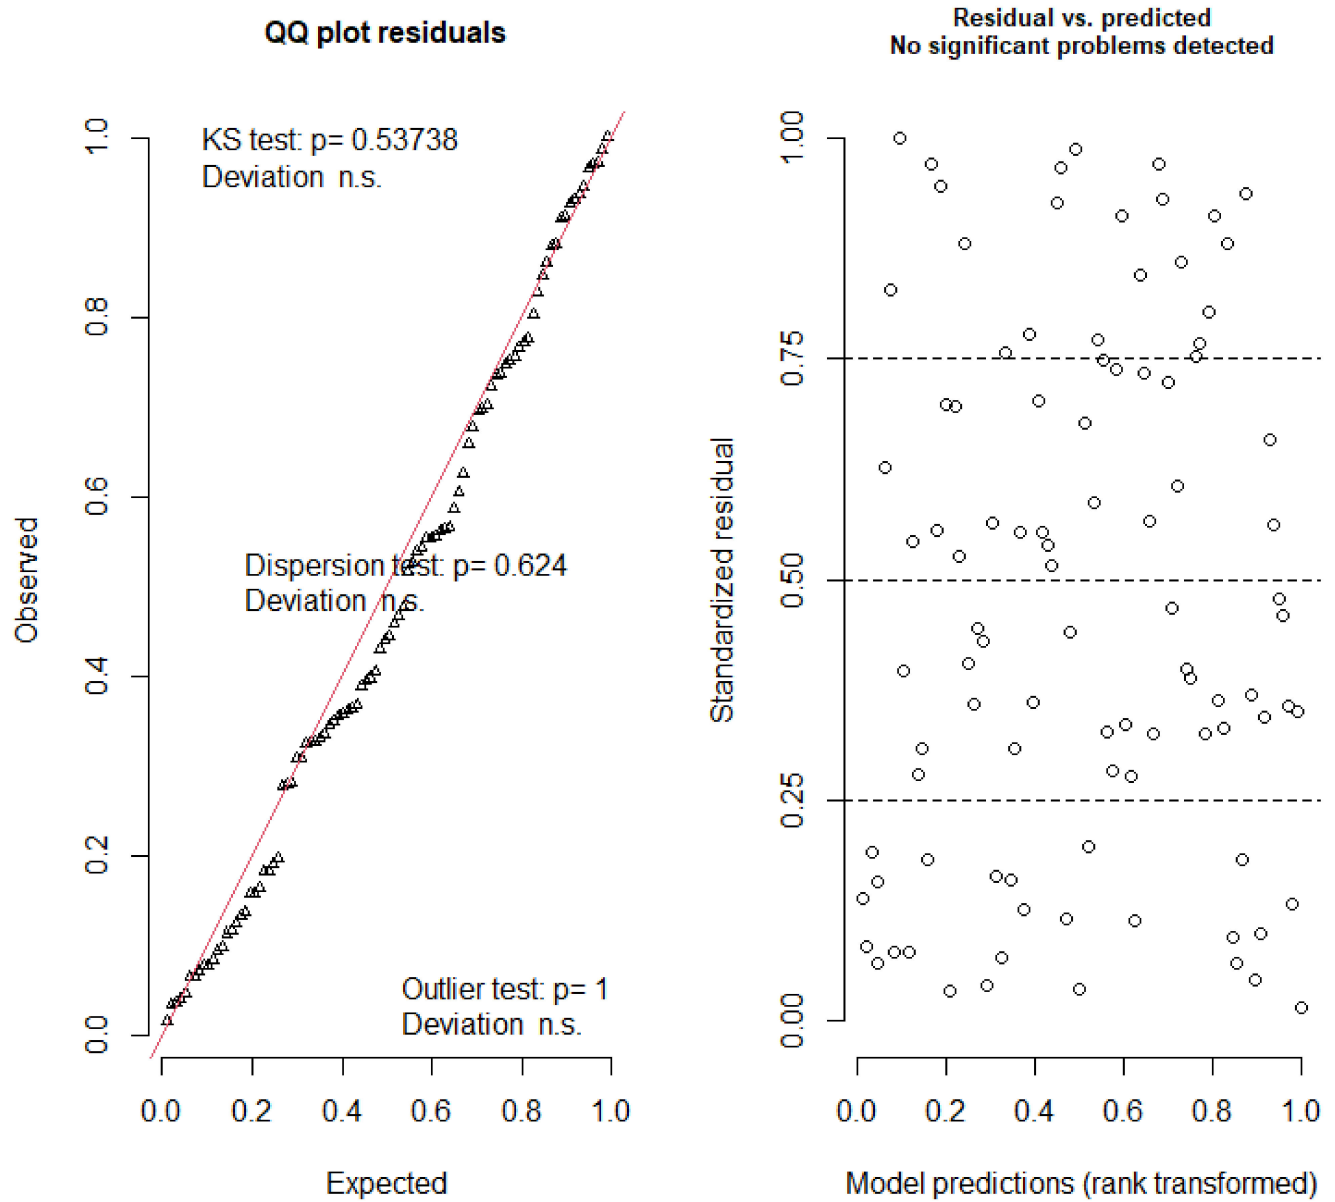 QQ plot residuals
KS test: p= 0.53738
Deviation n.s.
Dispersion test: p= 0.624
Deviation n.s.
Outlier test: p= 1
Deviation n.s.
Observed
0.0 0.2 0.4 0.6 0.8 1.0
0.0 0.2 0.4 0.6 0.8 1.0
Expected
Residual vs. predicted
No significant problems detected
Standardized residual
0.00 0.25 0.50 0.75 1.00
0.0 0.2 0.4 0.6 0.8 1.0
Model predictions (rank transformed)